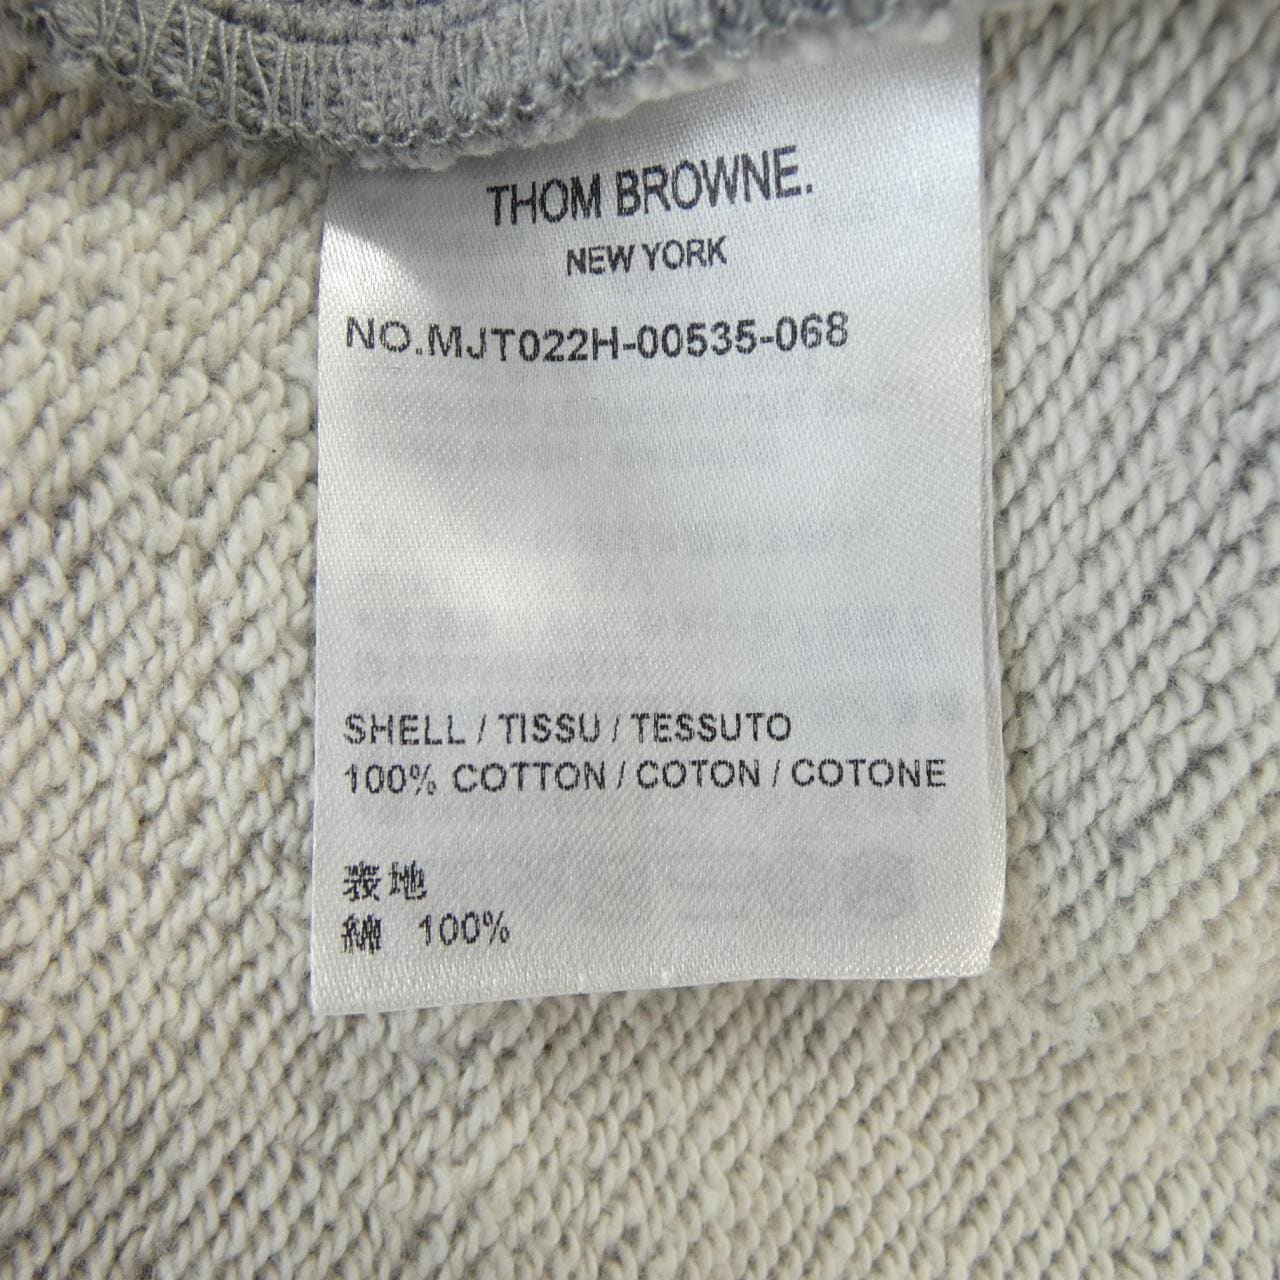 THOM BROWNE.
NEW YORK
NO.MJT022H-00535-068
SHELL / TISSU / TESSUTO
100% COTTON / COTON / COTONE
表地
綿 100%